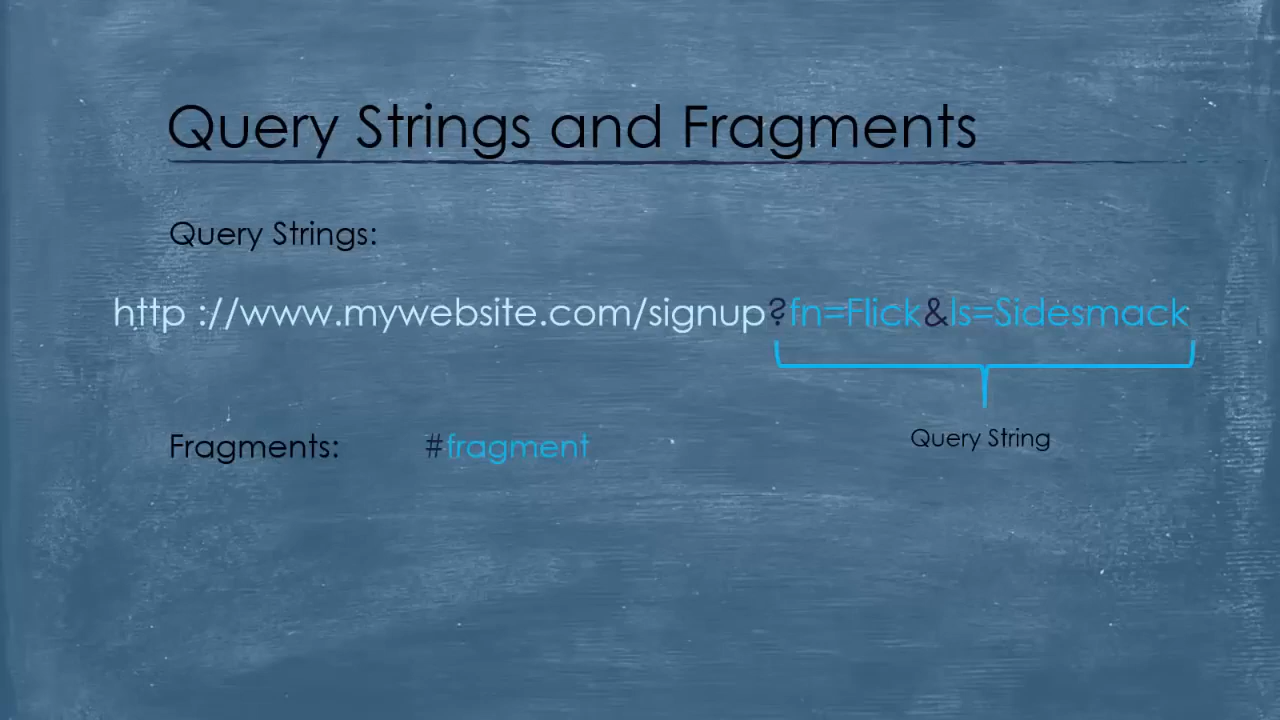 Query Strings and Fragments
Query Strings:
http ://www.mywebsite.com/signup?fn=Flick&ls=Sidesmack
Query String
Fragments: #fragment